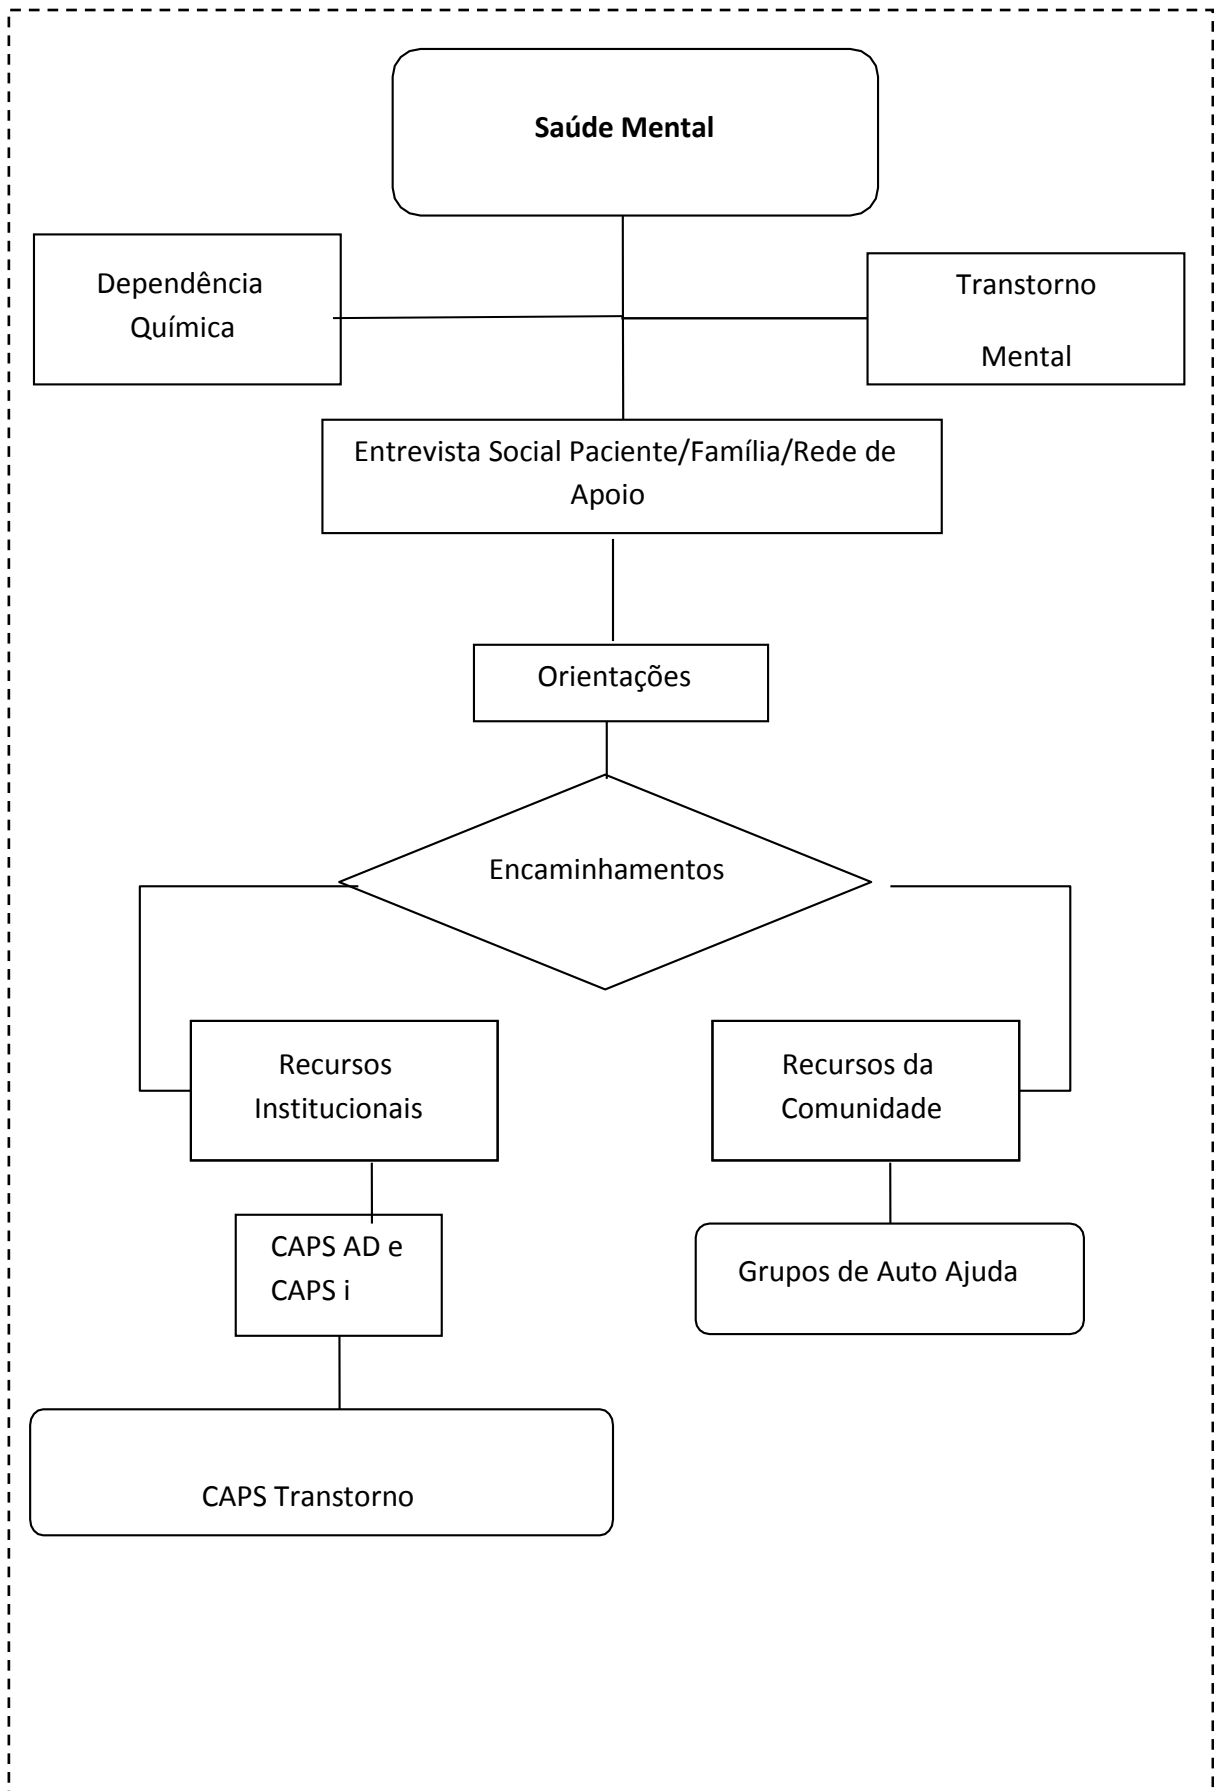 Saúde Mental
Dependência
Química
Transtorno
Mental
Entrevista Social Paciente/Família/Rede de
Apoio
Orientações
Encaminhamentos
Recursos
Institucionais
Recursos da
Comunidade
CAPS AD e
CAPS i
Grupos de Auto Ajuda
CAPS Transtorno